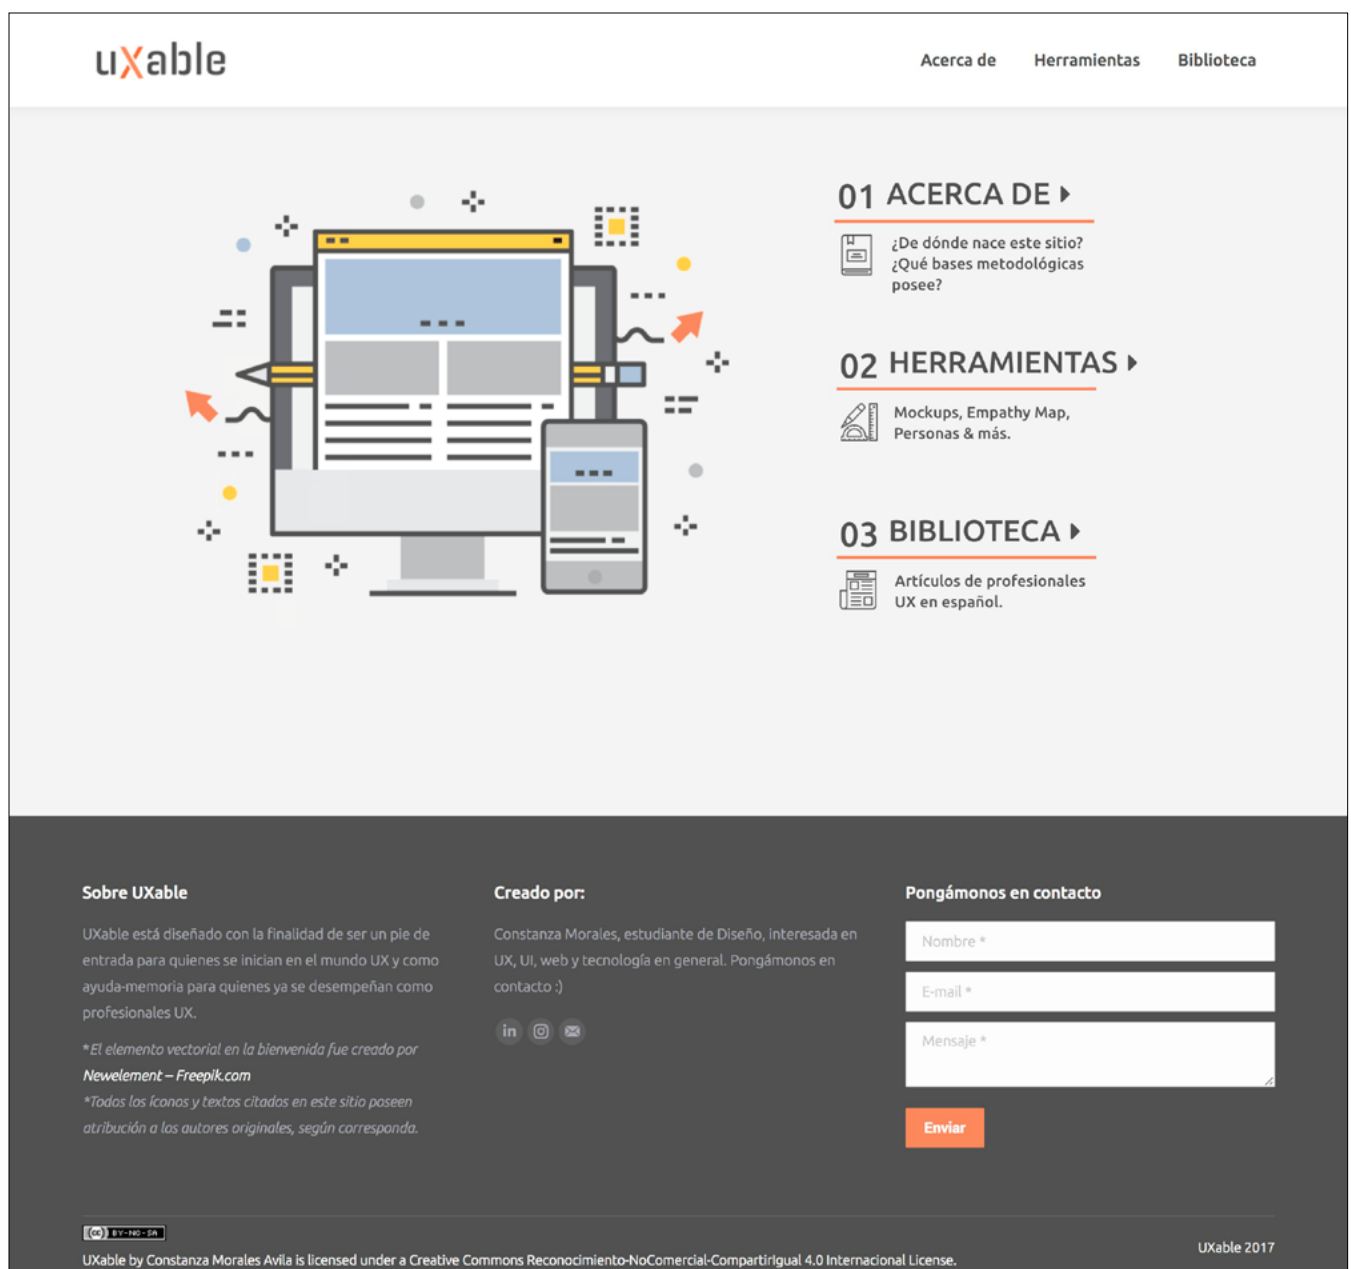 uXable
Acerca de Herramientas Biblioteca
01 ACERCA DE
¿De dónde nace este sitio?
¿Qué bases metodológicas
posee?
02 HERRAMIENTAS
Mockups, Empathy Map,
Personas & más.
03 BIBLIOTECA
Artículos de profesionales
UX en español.
Sobre UXable
UXable está diseñado con la finalidad de ser un pie de
entrada para quienes se inician en el mundo UX y como
ayuda-memoria para quienes ya se desempeñan como
profesionales UX.
*El elemento vectorial en la bienvenida fue creado por
Newelement – Freepik.com
*Todos los íconos y textos citados en este sitio poseen
atribución a los autores originales, según corresponda.
Creado por:
Constanza Morales, estudiante de Diseño, interesada en
UX, UI, web y tecnología en general. Pongámonos en
contacto :)
in
Pongámonos en contacto
Nombre *
E-mail *
Mensaje *
Enviar
(cc) BY-NC-SA
UXable by Constanza Morales Avila is licensed under a Creative Commons Reconocimiento-NoComercial-CompartirIgual 4.0 Internacional License.
UXable 2017